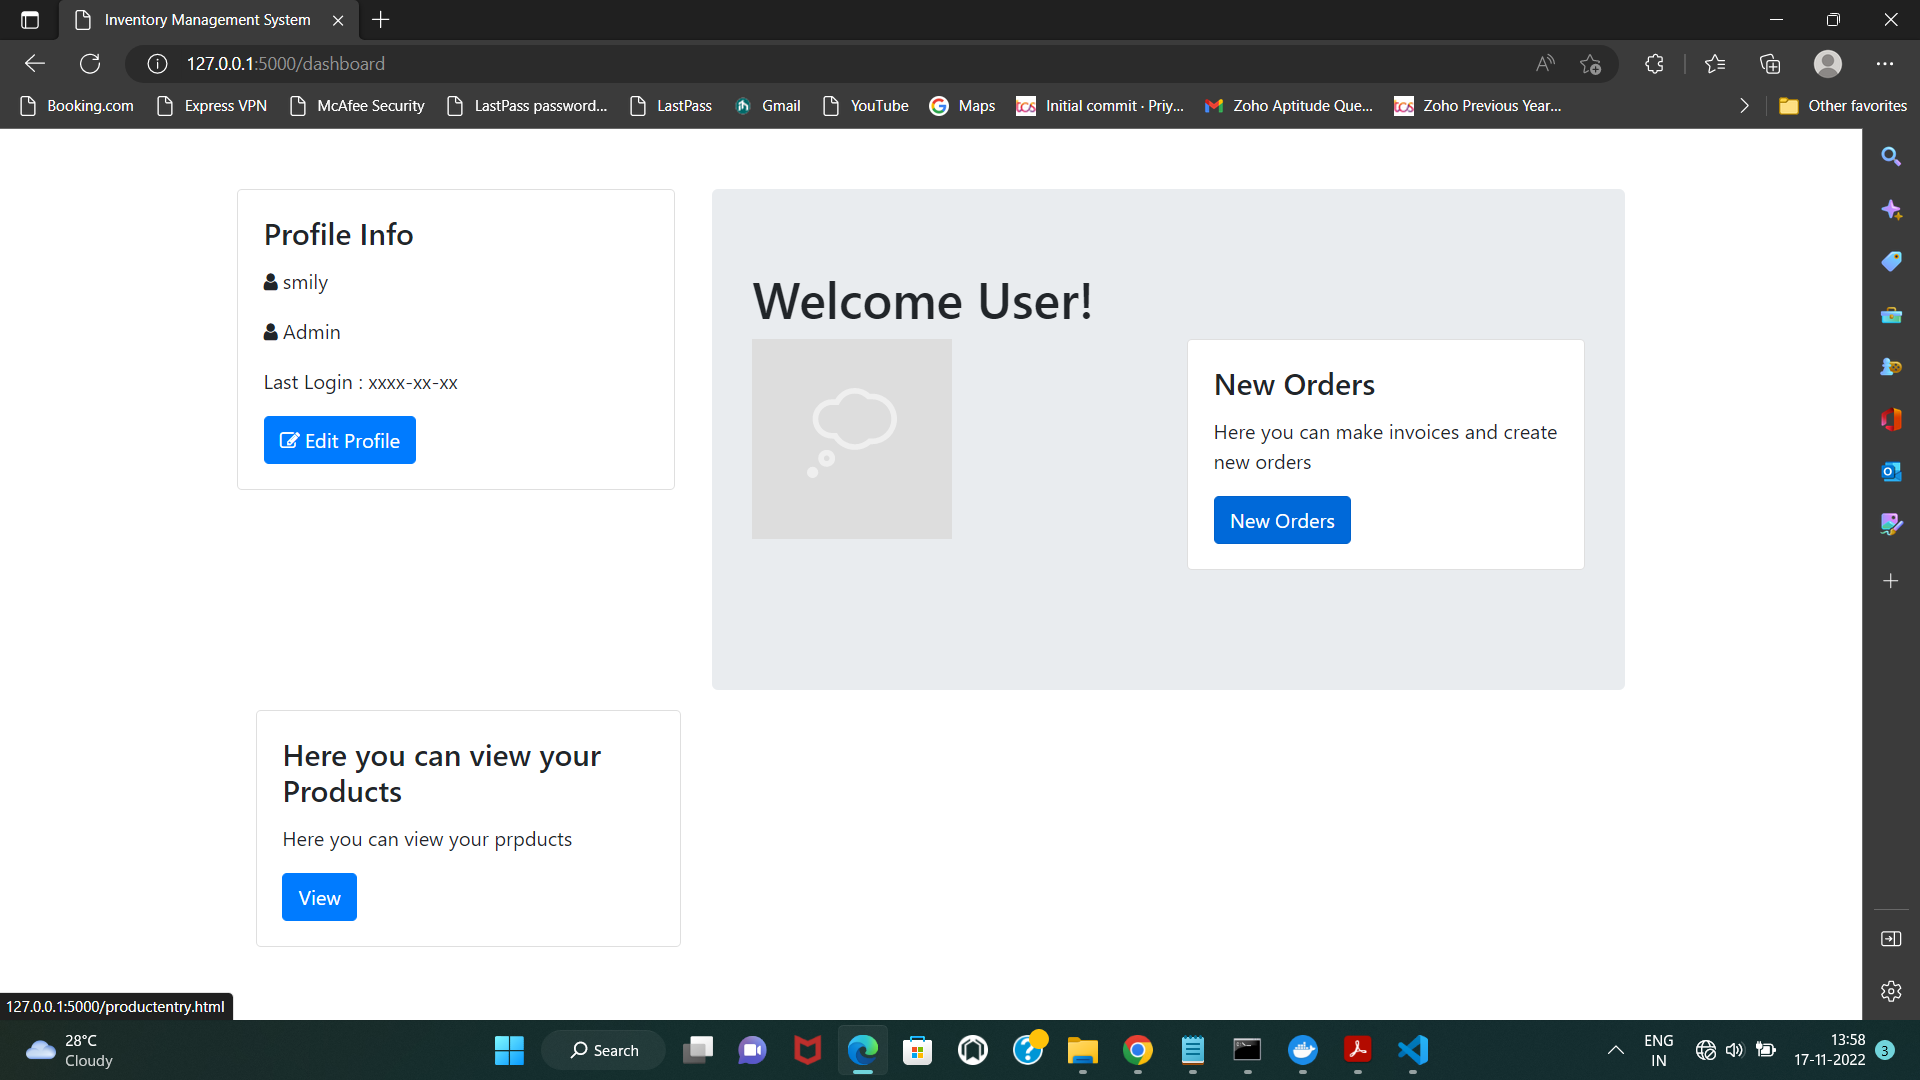 Inventory Management System
127.0.0.1:5000/dashboard
Booking.com
Express VPN
McAfee Security
LastPass password...
LastPass
Gmail
YouTube
Maps
Initial commit · Priy...
Zoho Aptitude Que...
Zoho Previous Year...
Other favorites
Profile Info
smily
Admin
Last Login : xxxx-xx-xx
Edit Profile
Welcome User!
New Orders
Here you can make invoices and create
new orders
New Orders
Here you can view your
Products
Here you can view your prpducts
View
127.0.0.1:5000/productentry.html
28°C
Cloudy
Search
ENG
IN
13:58
17-11-2022
3